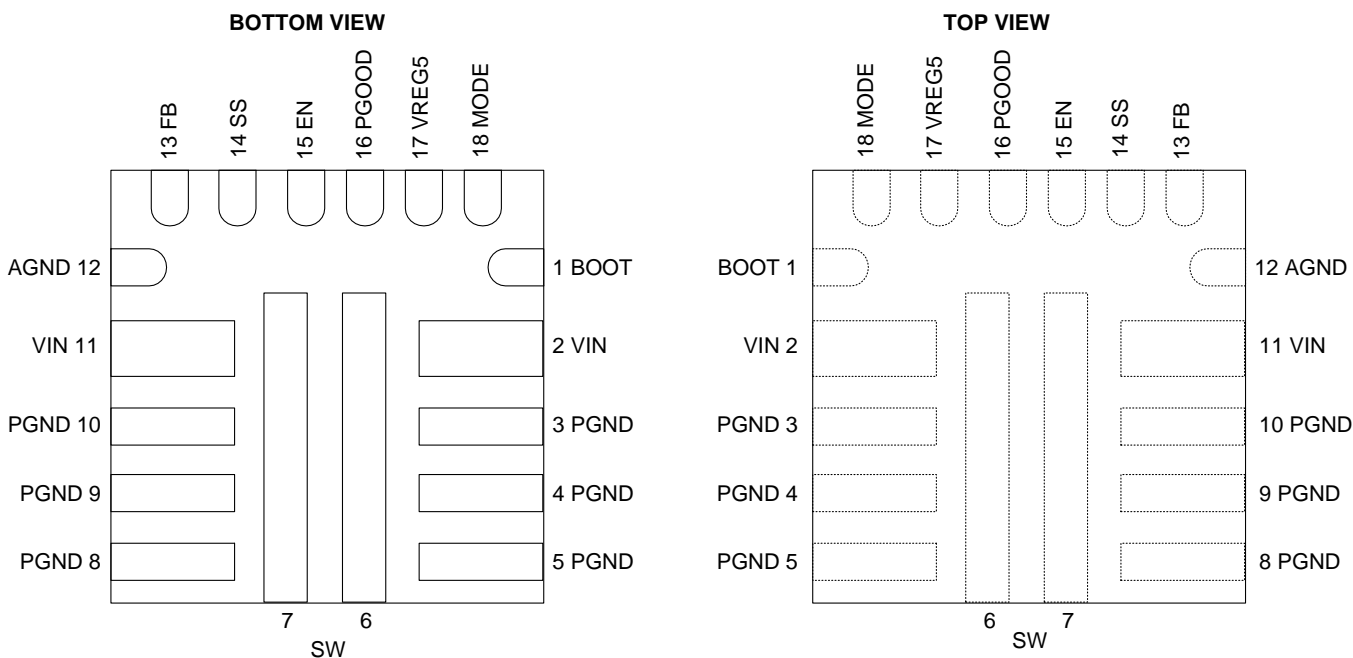 BOTTOM VIEW
13 FB
14 SS
15 EN
16 PGOOD
17 VREG5
18 MODE
AGND 12
1 BOOT
VIN 11
2 VIN
PGND 10
3 PGND
PGND 9
4 PGND
PGND 8
5 PGND
7
6
SW
TOP VIEW
18 MODE
17 VREG5
16 PGOOD
15 EN
14 SS
13 FB
BOOT 1
12 AGND
VIN 2
11 VIN
PGND 3
10 PGND
PGND 4
9 PGND
PGND 5
8 PGND
6
7
SW